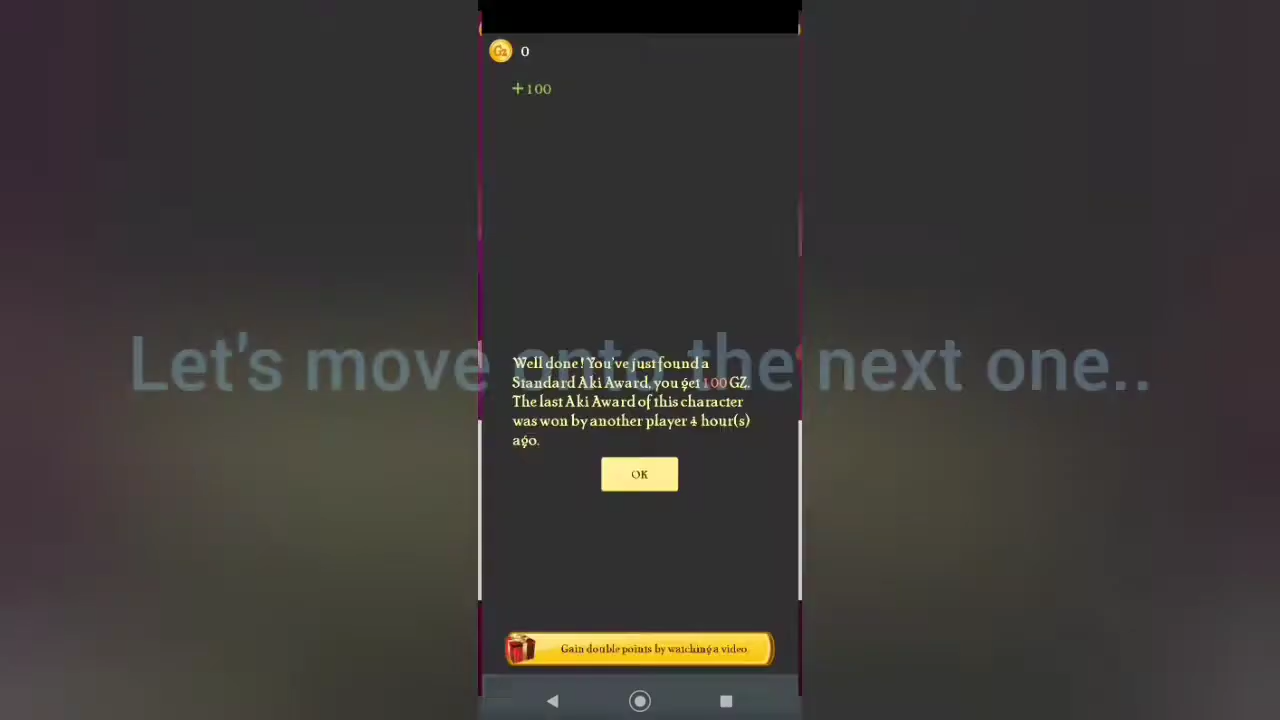 Gz 0
+100
Let's move onto the next one..
Well done! You've just found a
Standard Aki Award, you get 100 GZ.
The last Aki Award of this character
was won by another player 4 hour(s)
ago.
OK
Gain double points by watching a video.